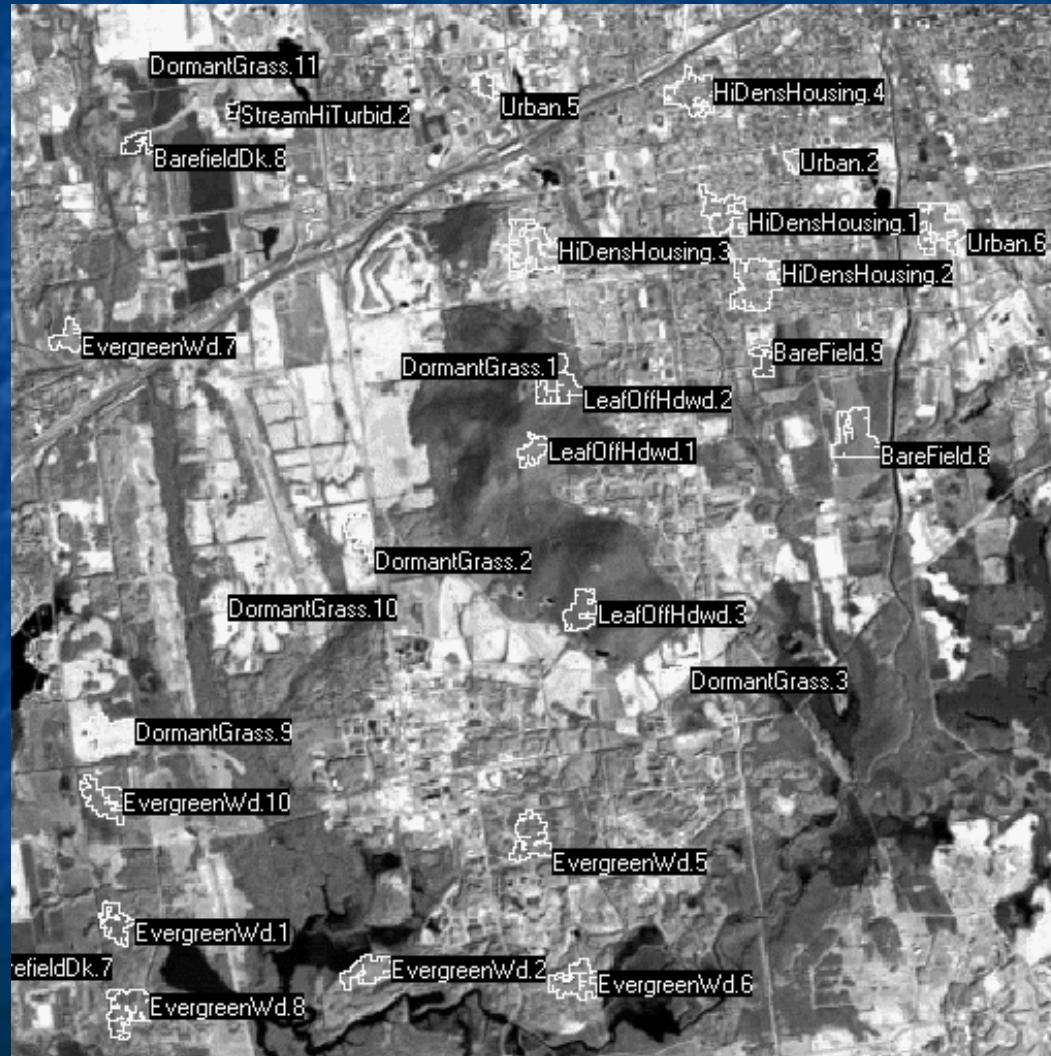 DormantGrass.11
HiDensHousing.4
Urban.5
StreamHiTurbid.2
BarefieldDk.8
Urban.2
HiDensHousing.1
Urban.6
HiDensHousing.3
HiDensHousing.2
EvergreenWd.7
BareField.9
DormantGrass.1
LeafOffHdwd.2
LeafOffHdwd.1
BareField.8
DormantGrass.2
DormantGrass.10
LeafOffHdwd.3
DormantGrass.3
DormantGrass.9
EvergreenWd.10
EvergreenWd.5
EvergreenWd.1
refieldDk.7
EvergreenWd.2
EvergreenWd.6
EvergreenWd.8